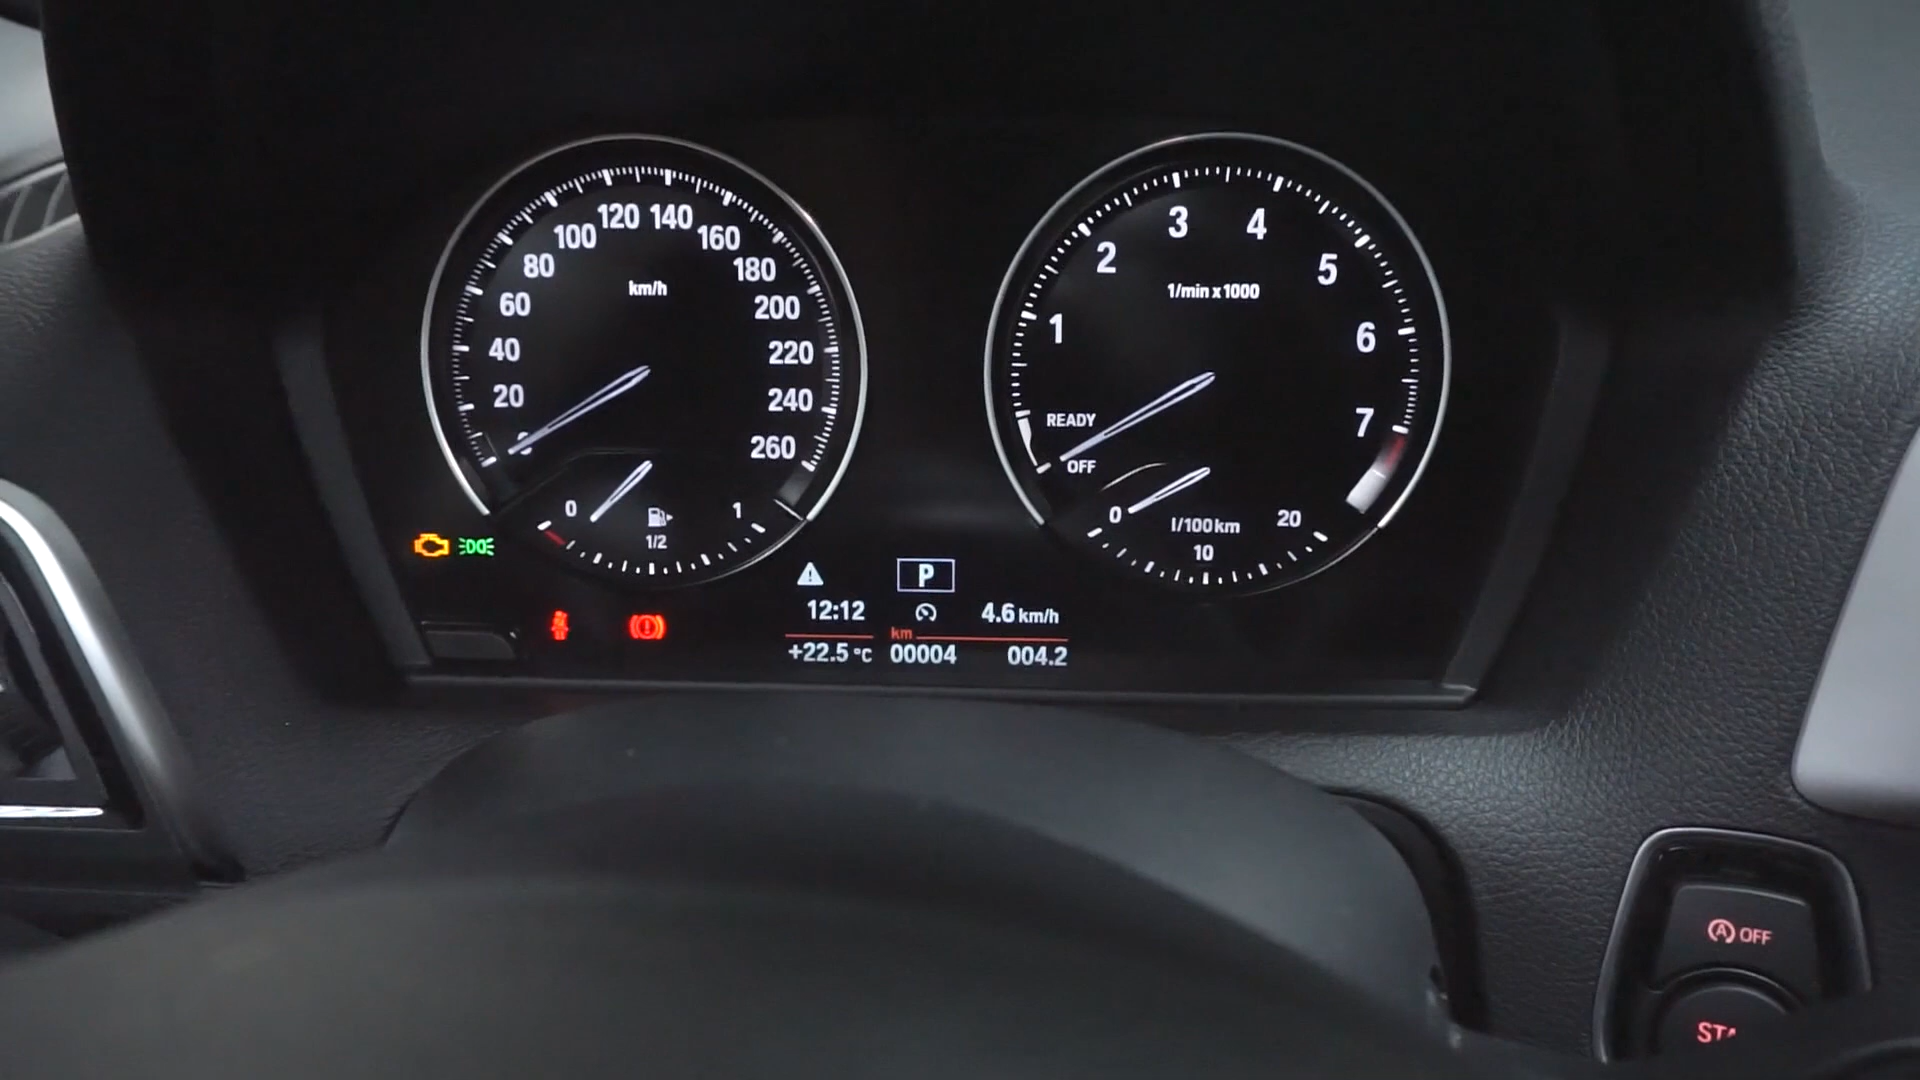 120 140
100 160
80 180
km/h
60 200
40 220
20 240
260
0 1
1/2
3 4
2 5
1/min x 1000
1 6
READY
7
OFF
0 l/100km 20
10
P
12:12 4.6 km/h
km
+22.5 °C 00004 004.2
A OFF
STA